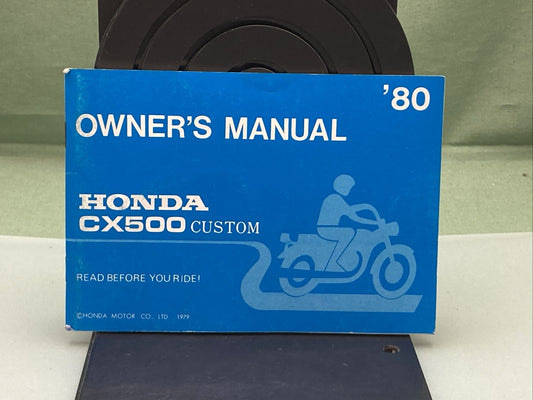 '80
OWNER'S MANUAL
HONDA
CX500 CUSTOM
READ BEFORE YOU RIDE!
©HONDA MOTOR CO., LTD 1979